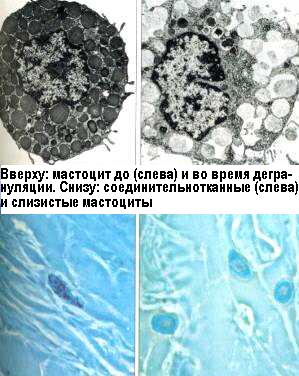 Вверху: мастоцит до (слева) и во время дегра-
нуляции. Снизу: соединительнотканные (слева)
и слизистые мастоциты